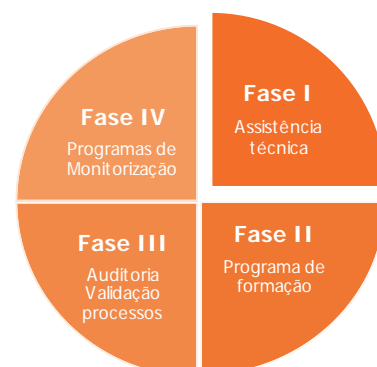 Fase I
Assistência
técnica
Fase II
Programa de
formação
Fase III
Auditoria
Validação
processos
Fase IV
Programas de
Monitorização